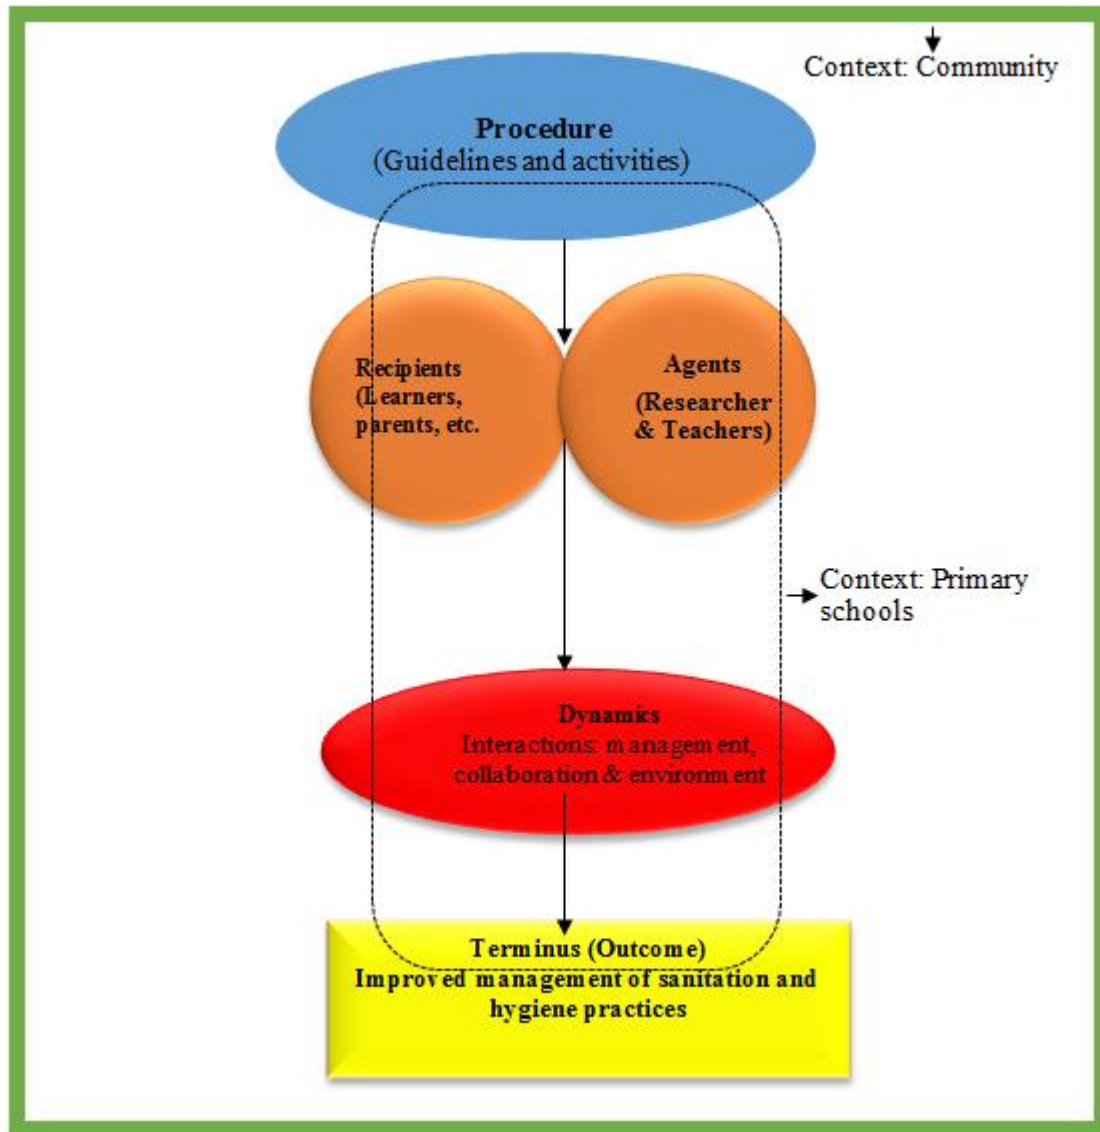 Context: Community
Procedure
(Guidelines and activities)
Recipients
(Learners,
parents, etc.
Agents
(Researcher
& Teachers)
Context: Primary
schools
Dynamics
Interactions: management,
collaboration & environment
Terminus (Outcome)
Improved management of sanitation and
hygiene practices